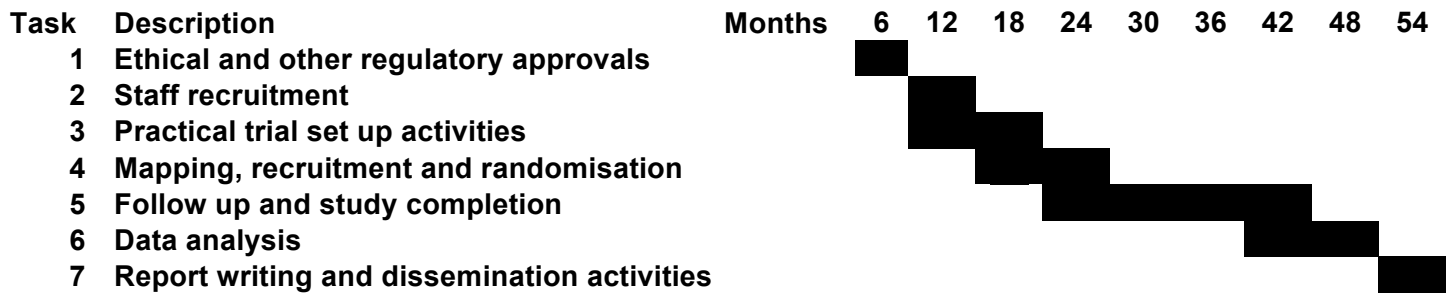 Task Description Months 6 12 18 24 30 36 42 48 54
1 Ethical and other regulatory approvals
2 Staff recruitment
3 Practical trial set up activities
4 Mapping, recruitment and randomisation
5 Follow up and study completion
6 Data analysis
7 Report writing and dissemination activities